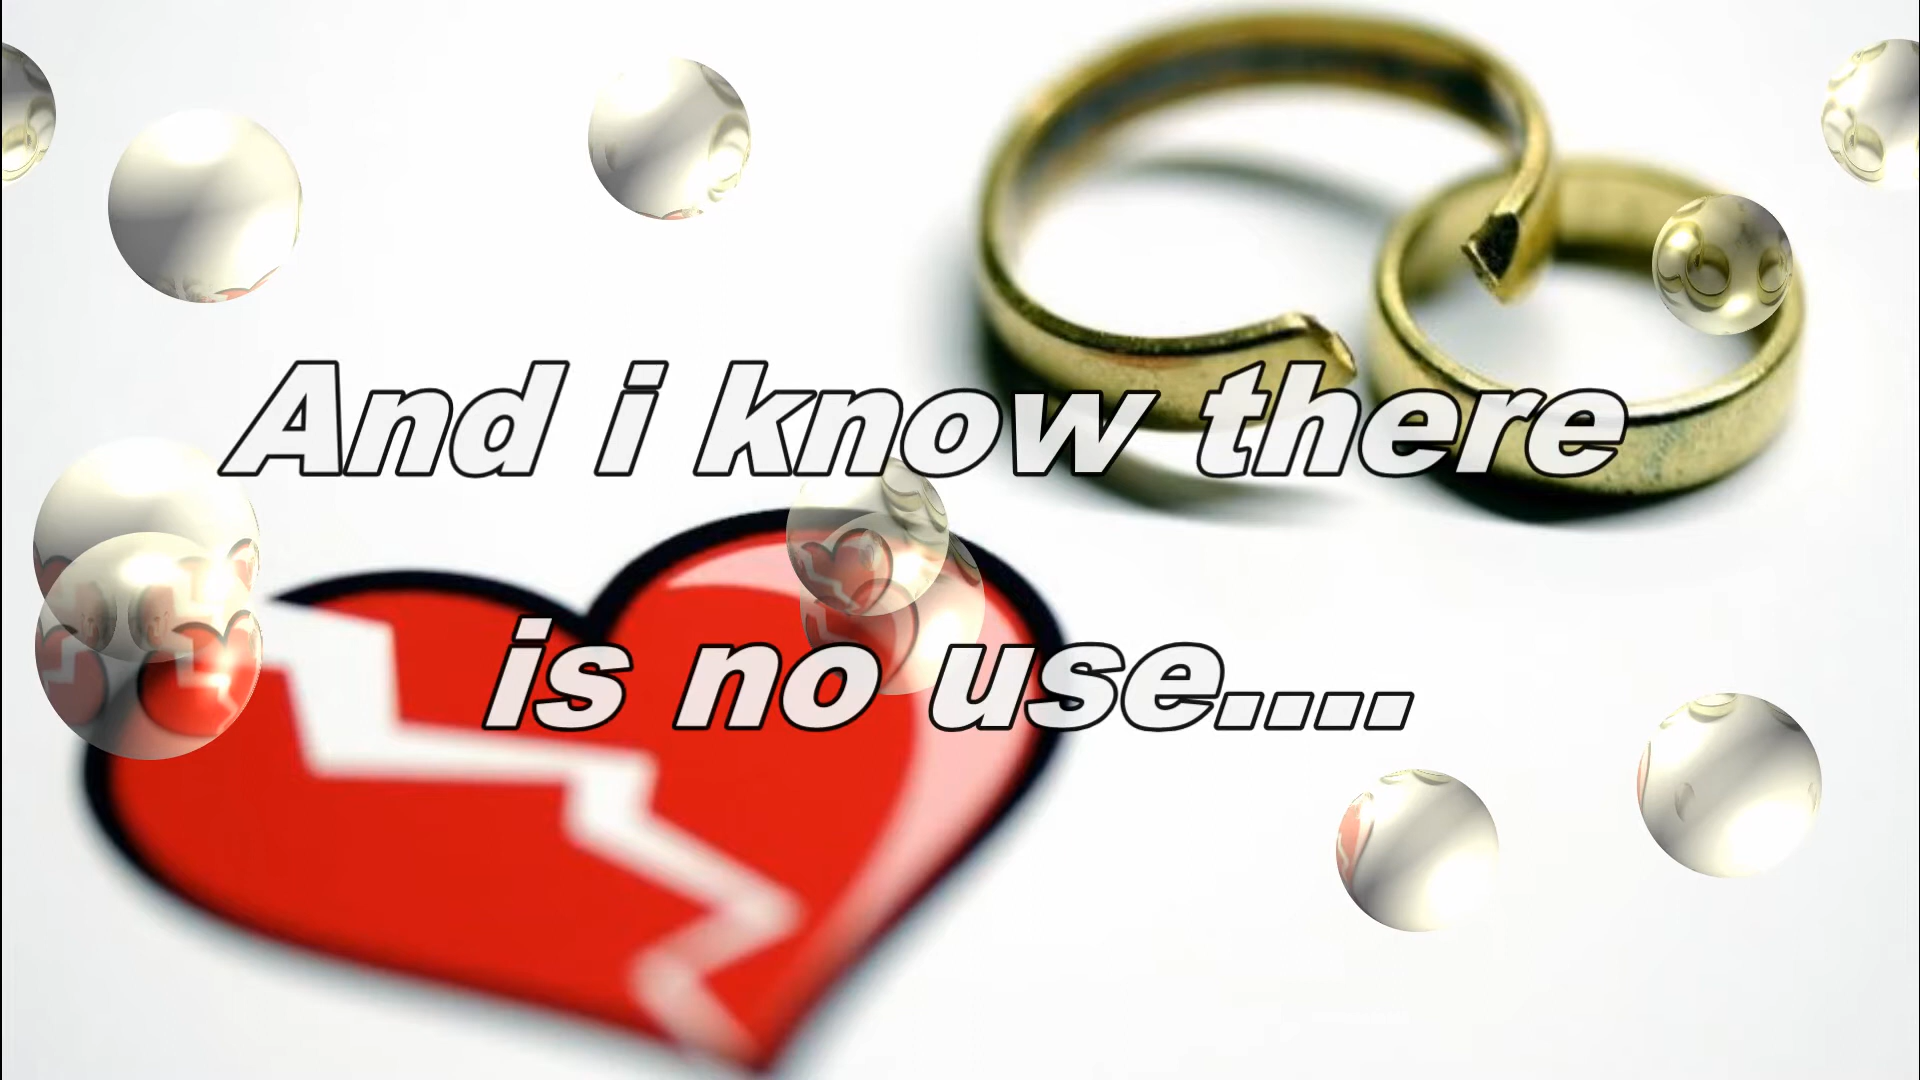 And i know there
is no use....